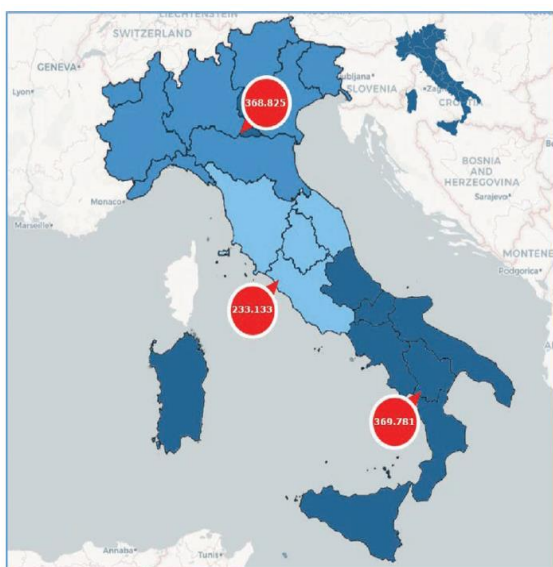 LIECHTENSTEIN
SWITZERLAND
GENEVA
Lyon
Ljubljana
SLOVENIA
Zag
CROATIA
368.825
BOSNIA
AND
HERZEGOVINA
Sarajevo
Monaco
Marseille
MONTENE
Podgorica
233.133
369.781
Annaba
Tunis